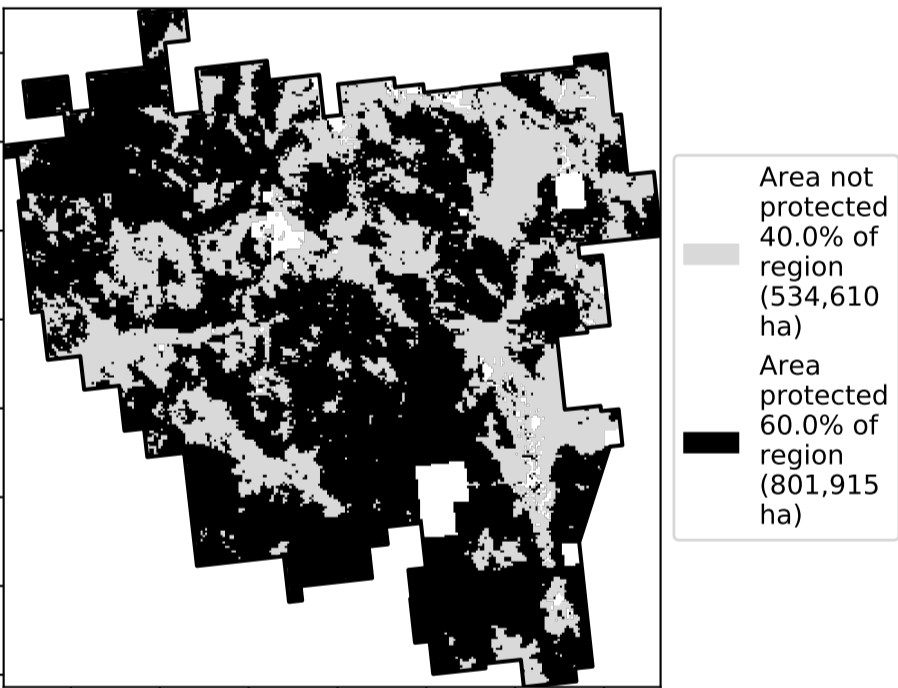 Area not
protected
40.0% of
region
(534,610
ha)
Area
protected
60.0% of
region
(801,915
ha)